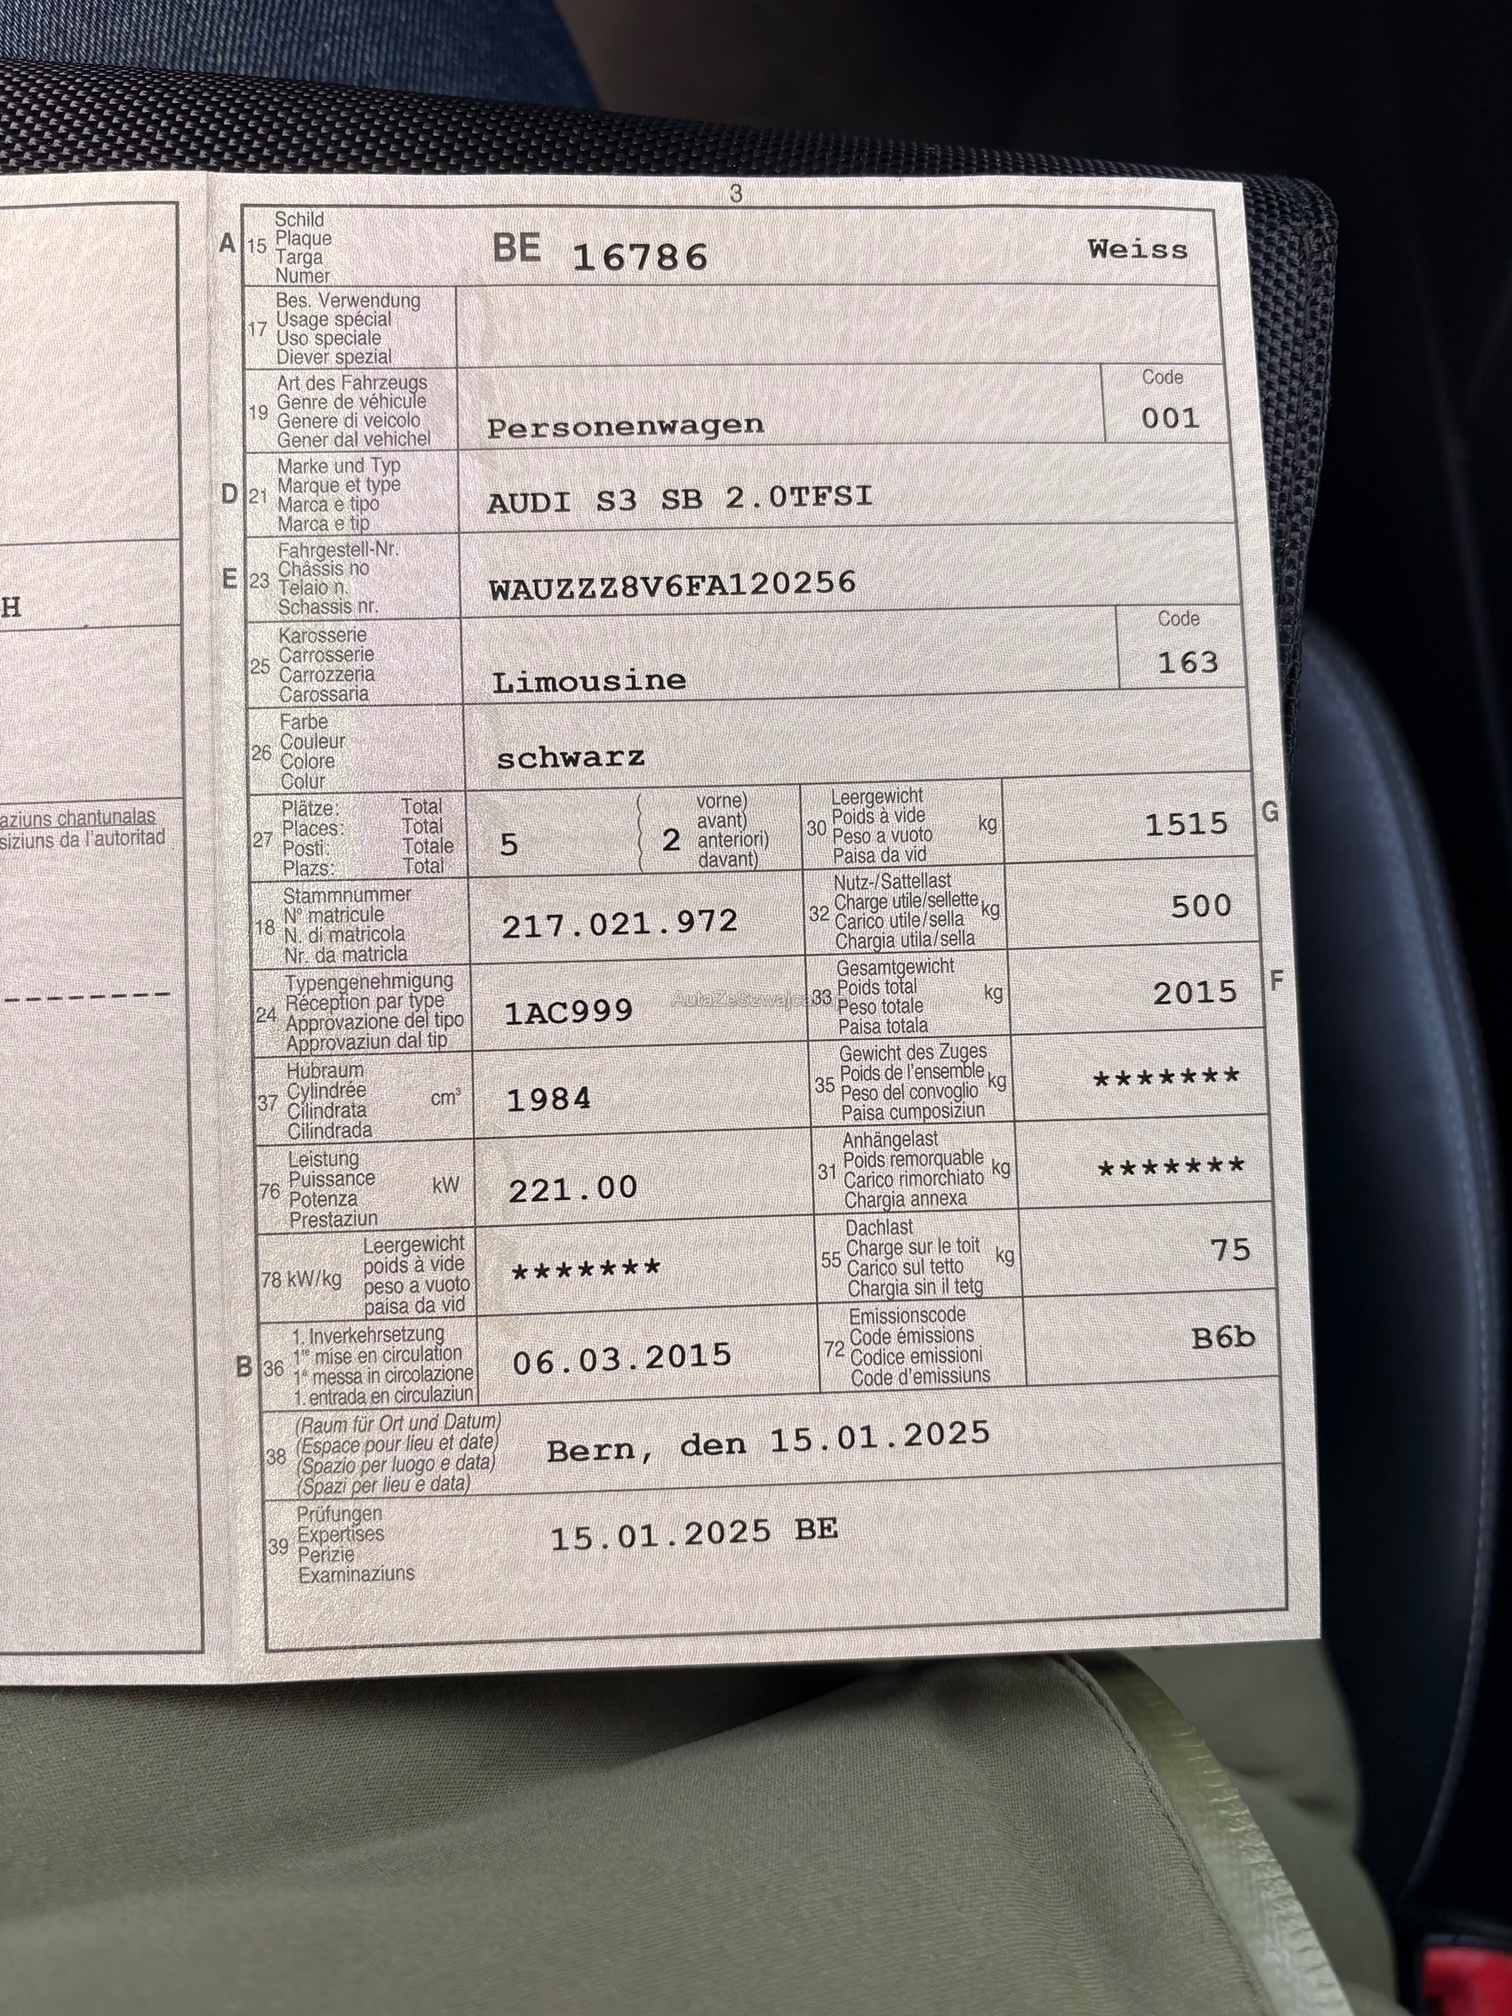 3
A 15 Schild
Plaque
Targa
Numer
BE 16786 Weiss
17 Bes. Verwendung
Usage spécial
Uso speciale
Diever spezial
19 Art des Fahrzeugs
Genre de véhicule
Genere di veicolo
Gener dal vehichel
Personenwagen
Code
001
D 21 Marke und Typ
Marque et type
Marca e tipo
Marca e tip
AUDI S3 SB 2.0TFSI
E 23 Fahrgestell-Nr.
Châssis no
Telaio n.
Schassis nr.
WAUZZZ8V6FA120256
25 Karosserie
Carrosserie
Carrozzeria
Carossaria
Limousine
Code
163
26 Farbe
Couleur
Colore
Colur
schwarz
27 Plätze: Total
Places: Total
Posti: Totale
Plazs: Total
5
( vorne)
( avant)
2 anteriori)
( davant)
30 Leergewicht
Poids à vide
Peso a vuoto
Paisa da vid
kg
1515 G
18 Stammnummer
N° matricule
N. di matricola
Nr. da matricla
217.021.972
32 Nutz-/Sattellast
Charge utile/sellette
Carico utile/sella
Chargia utila/sella
kg
500
24 Typengenehmigung
Réception par type
Approvazione del tipo
Approvaziun dal tip
1AC999
33 Gesamtgewicht
Poids total
Peso totale
Paisa totala
kg
2015 F
37 Hubraum
Cylindrée
Cilindrata
Cilindrada
cm³
1984
35 Gewicht des Zuges
Poids de l'ensemble
Peso del convoglio
Paisa cumposiziun
kg
*******
76 Leistung
Puissance
Potenza
Prestaziun
kW
221.00
31 Anhängelast
Poids remorquable
Carico rimorchiato
Chargia annexa
kg
*******
78 kW/kg
Leergewicht
poids à vide
peso a vuoto
paisa da vid
*******
55 Dachlast
Charge sur le toit
Carico sul tetto
Chargia sin il tetg
kg
75
B 36 1. Inverkehrsetzung
1re mise en circulation
1a messa in circolazione
1. entrada en circulaziun
06.03.2015
72 Emissionscode
Code émissions
Codice emissioni
Code d'emissiuns
B6b
38 (Raum für Ort und Datum)
(Espace pour lieu et date)
(Spazio per luogo e data)
(Spazi per lieu e data)
Bern, den 15.01.2025
39 Prüfungen
Expertises
Perizie
Examinaziuns
15.01.2025 BE
H
aziuns chantunalas
siziuns da l'autoritad